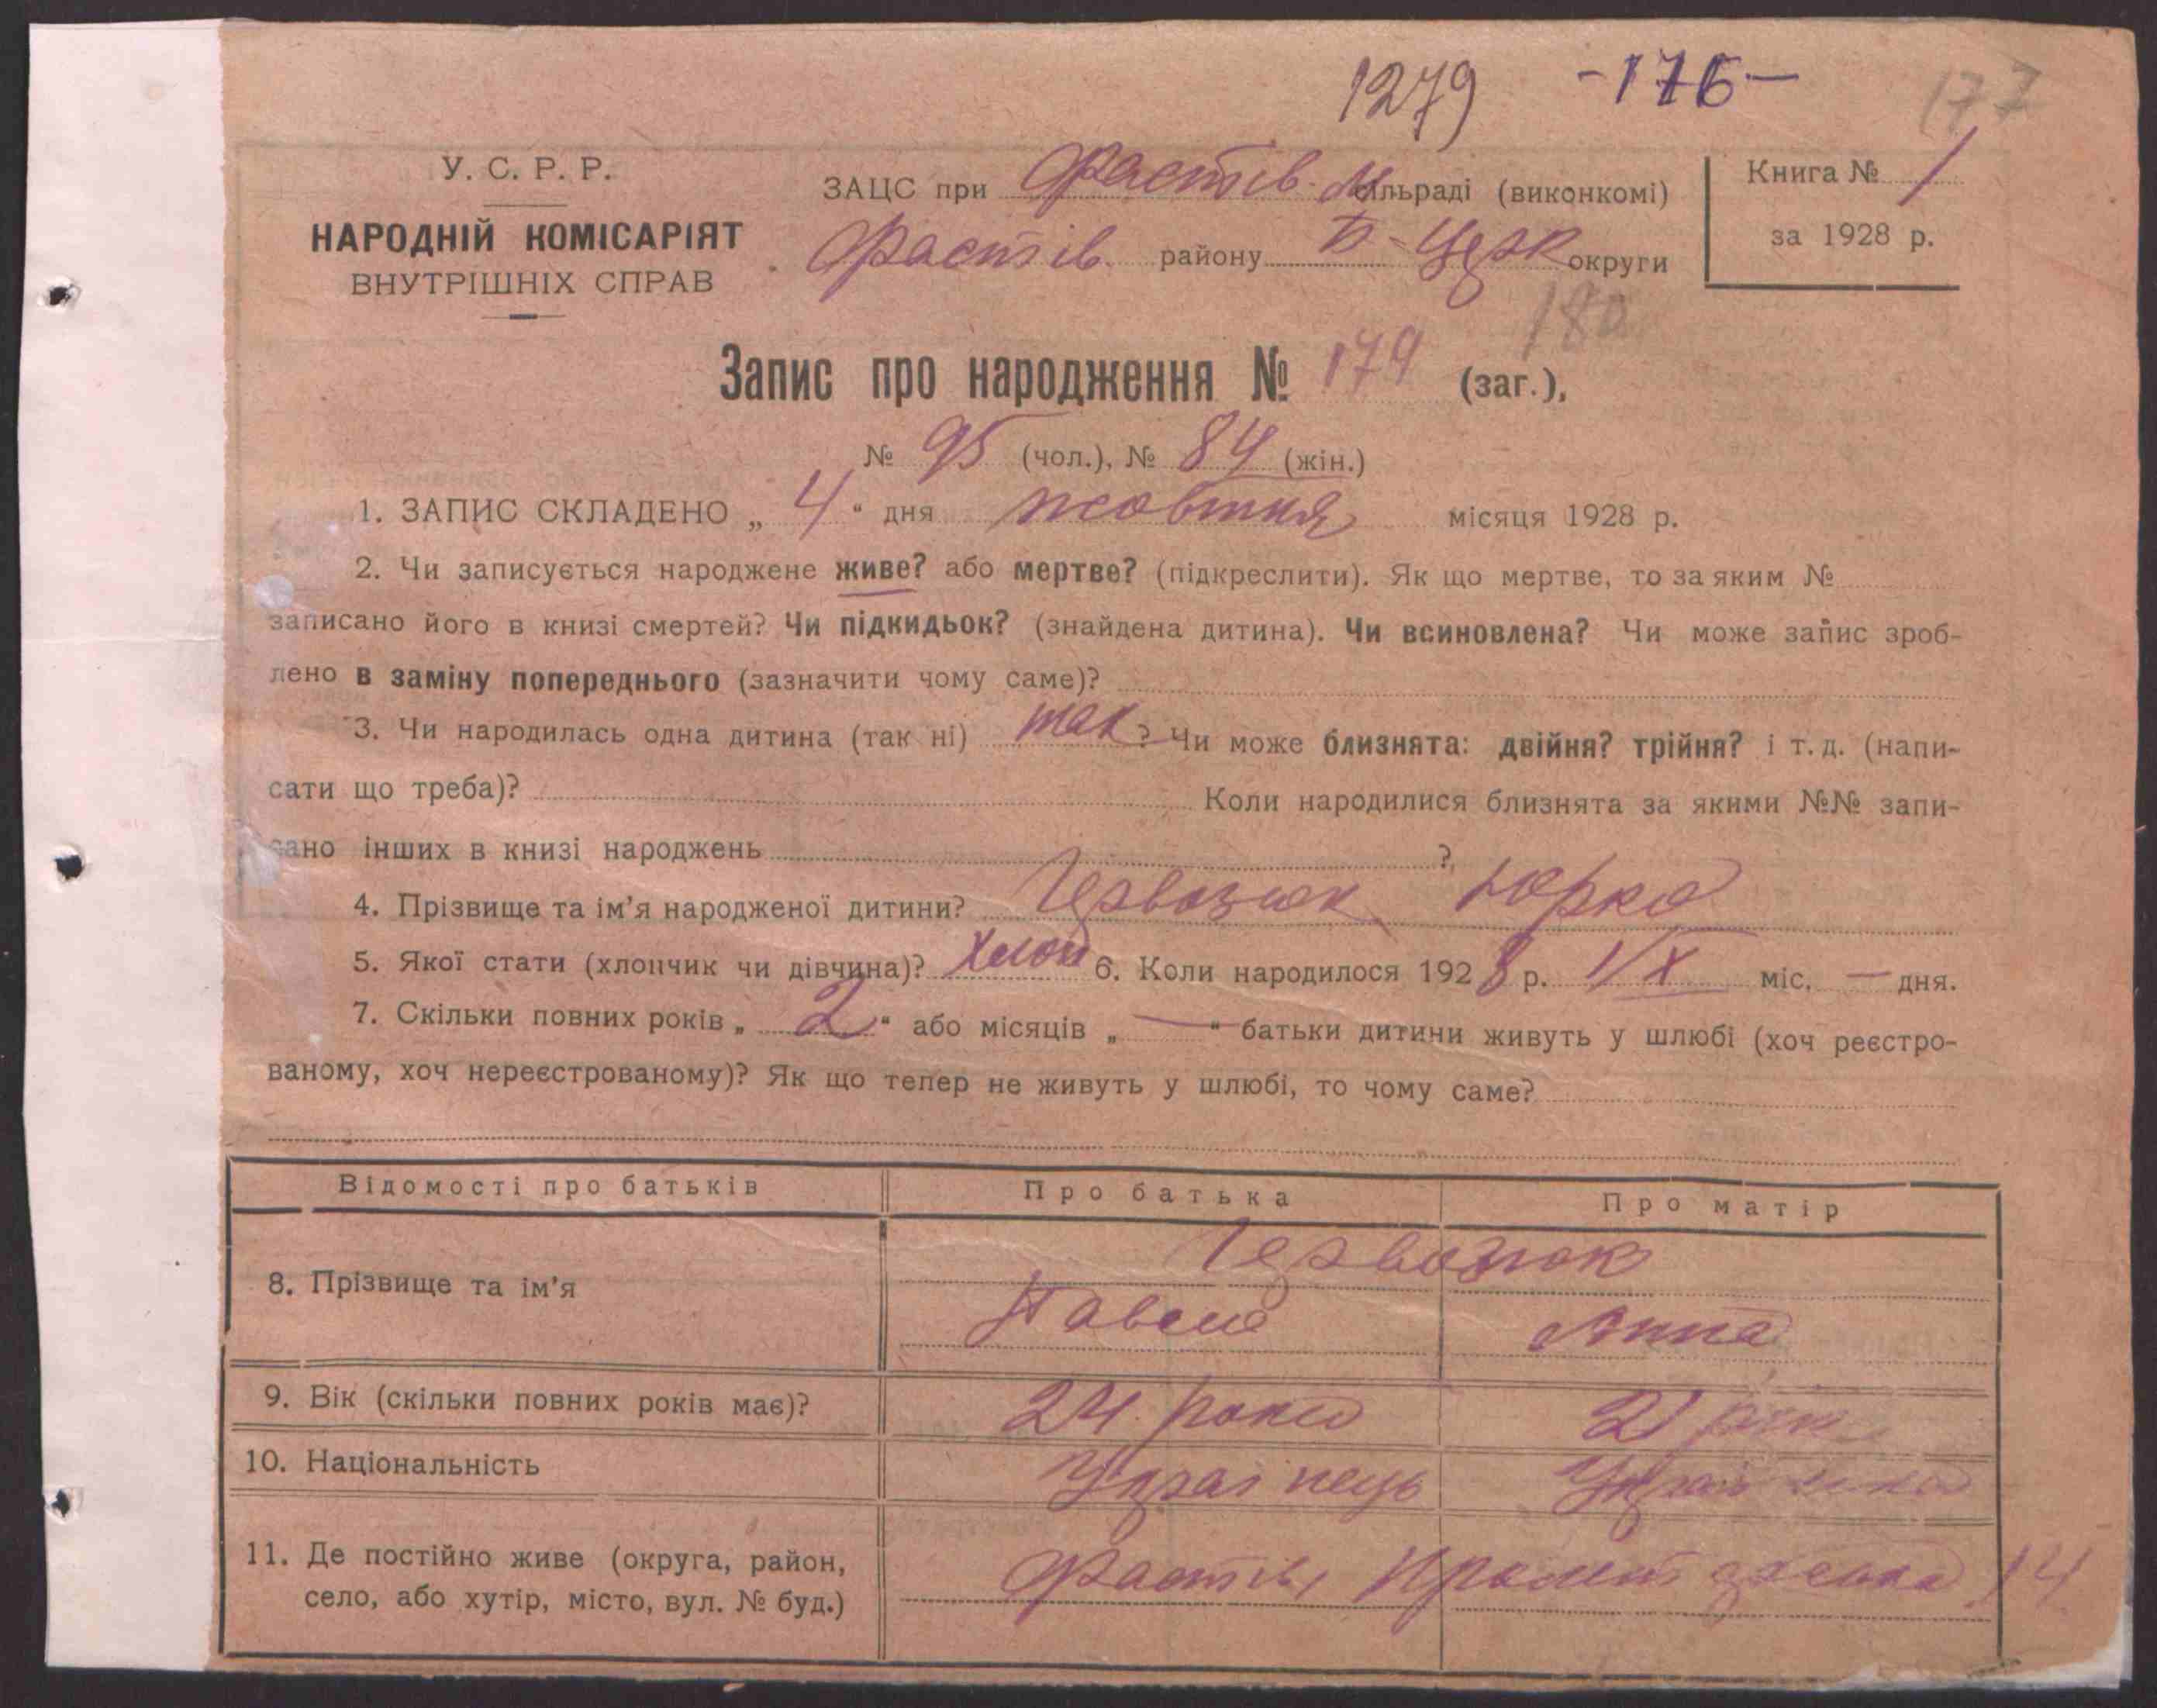 1279 -176- 177
У. С. Р. Р.
НАРОДНІЙ КОМІСАРІЯТ
ВНУТРІШНІХ СПРАВ
ЗАЦС при Фастів. М сільраді (виконкомі)
Фастів. району Б-Церк округи
Книга № 1
за 1928 р.
180
Запис про народження № 179 (заг.),
№ 95 (чол.), № 84 (жін.)
1. ЗАПИС СКЛАДЕНО „ 4 " дня жовтня місяця 1928 р.
2. Чи записується народжене живе? або мертве? (підкреслити). Як що мертве, то за яким №
записано його в книзі смертей? Чи підкидьок? (знайдена дитина). Чи всиновлена? Чи може запис зроб-
лено в заміну попереднього (зазначити чому саме)?
3. Чи народилась одна дитина (так ні) так ? Чи може близнята: двійня? трійня? і т. д. (напи-
сати що треба)? Коли народилися близнята за якими №№ запи-
сано інших в книзі народжень ?
4. Прізвище та ім'я народженої дитини? Червонюк Юрко
5. Якої стати (хлопчик чи дівчина)? хлоп 6. Коли народилося 1928 р. 1/X міс. — дня.
7. Скільки повних років „ 2 " або місяців „ — " батьки дитини живуть у шлюбі (хоч реєстро-
ваному, хоч нереєстрованому)? Як що тепер не живуть у шлюбі, то чому саме?
Відомості про батьків Про батька Про матір
8. Прізвище та ім'я Червонюк
Павело Анна
9. Вік (скільки повних років має)? 24 роки 21 рік
10. Національність Украінець Украінка
11. Де постійно живе (округа, район,
село, або хутір, місто, вул. № буд.) Фастів, 14